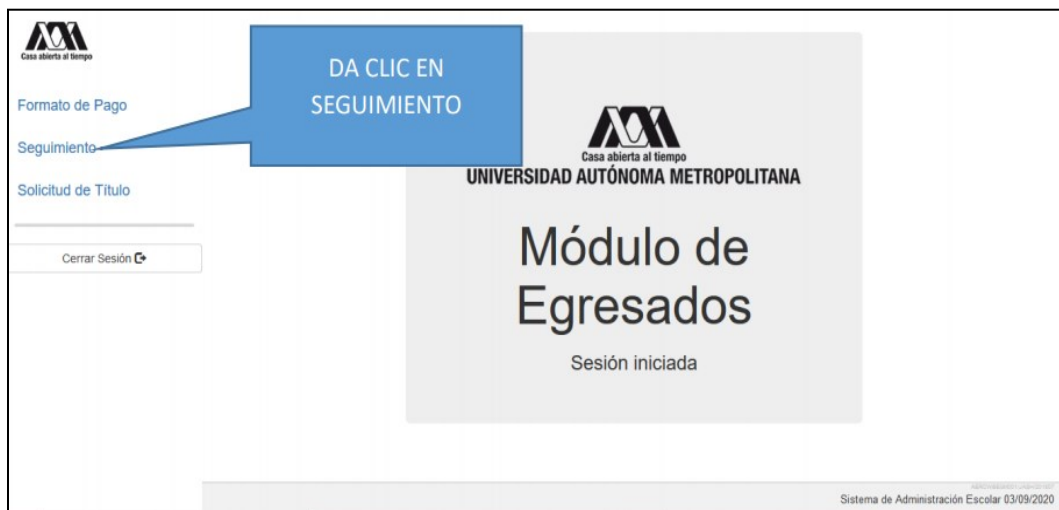 Casa abierta al tiempo
Formato de Pago
Seguimiento
Solicitud de Título
Cerrar Sesión
DA CLIC EN
SEGUIMIENTO
Casa abierta al tiempo
UNIVERSIDAD AUTÓNOMA METROPOLITANA
Módulo de
Egresados
Sesión iniciada
Sistema de Administración Escolar 03/09/2020